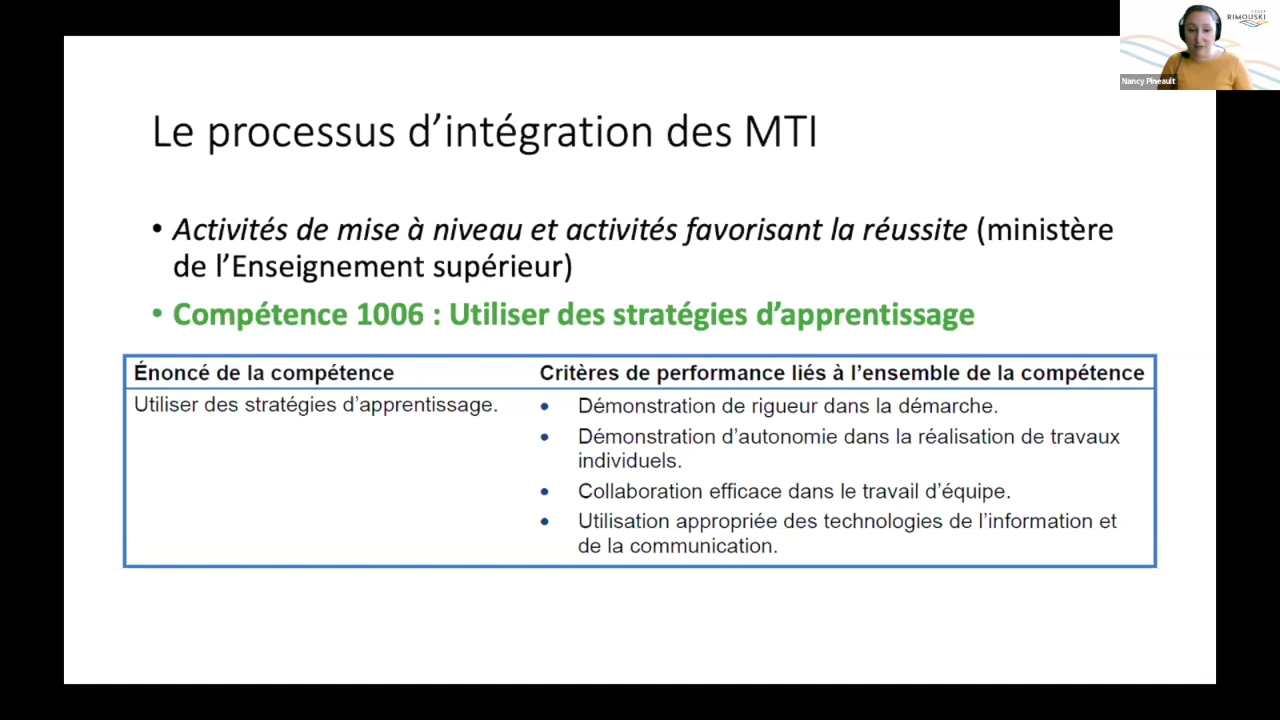 CÉGEP
RIMOUSKI
Nancy Pineault
Le processus d’intégration des MTI
• Activités de mise à niveau et activités favorisant la réussite (ministère
de l’Enseignement supérieur)
• Compétence 1006 : Utiliser des stratégies d’apprentissage
Énoncé de la compétence
Critères de performance liés à l’ensemble de la compétence
Utiliser des stratégies d’apprentissage.
• Démonstration de rigueur dans la démarche.
• Démonstration d’autonomie dans la réalisation de travaux
individuels.
• Collaboration efficace dans le travail d’équipe.
• Utilisation appropriée des technologies de l’information et
de la communication.